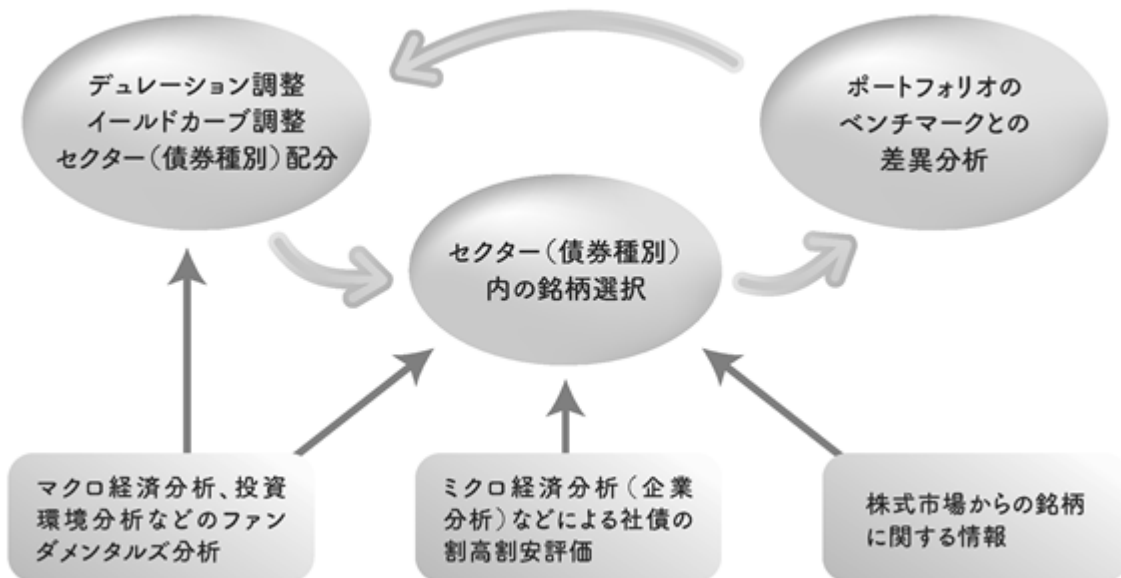 デュレーション調整
イールドカーブ調整
セクター(債券種別)配分
ポートフォリオの
ベンチマークとの
差異分析
セクター(債券種別)
内の銘柄選択
マクロ経済分析、投資
環境分析などのファン
ダメンタルズ分析
ミクロ経済分析(企業
分析)などによる社債の
割高割安評価
株式市場からの銘柄
に関する情報